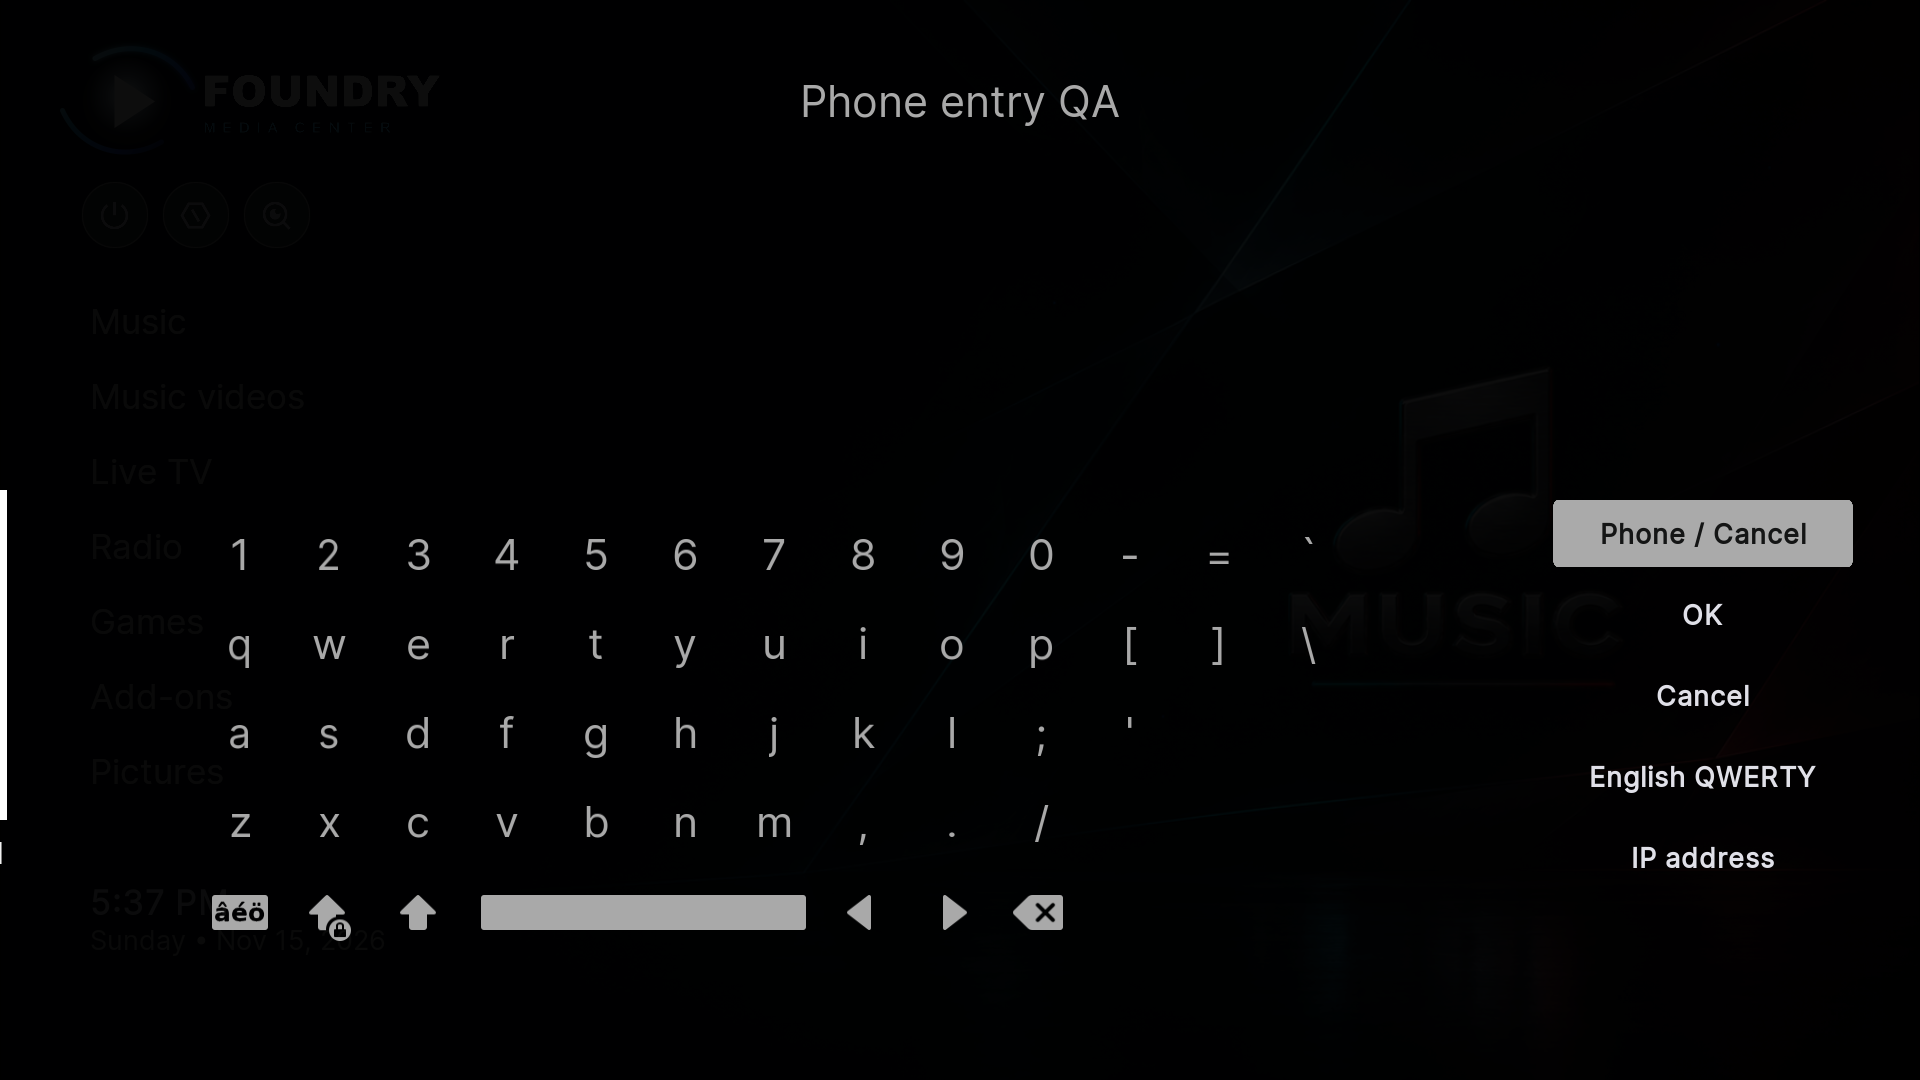 FOUNDRY
MEDIA CENTER
Phone entry QA
Music
Music videos
Live TV
Radio
Games
Add-ons
Pictures
5:37 PM
Sunday • Nov 15, 2026
1 2 3 4 5 6 7 8 9 0 - = `
q w e r t y u i o p [ ] \
a s d f g h j k l ; '
z x c v b n m , . /
âéö
MUSIC
Phone / Cancel
OK
Cancel
English QWERTY
IP address